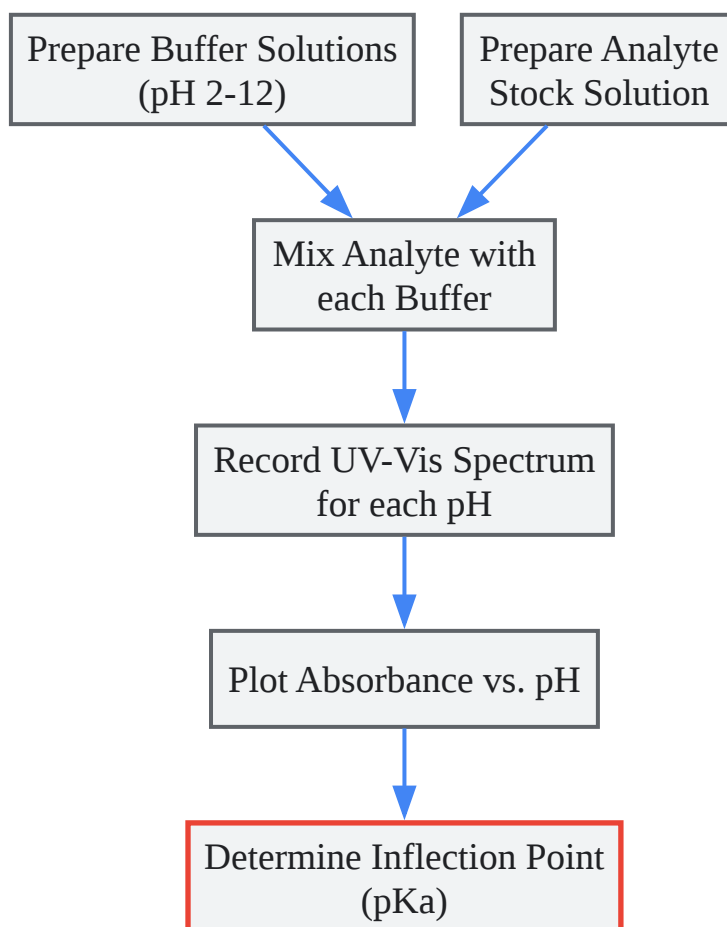 Prepare Buffer Solutions
(pH 2-12)
Prepare Analyte
Stock Solution
Mix Analyte with
each Buffer
Record UV-Vis Spectrum
for each pH
Plot Absorbance vs. pH
Determine Inflection Point
(pKa)